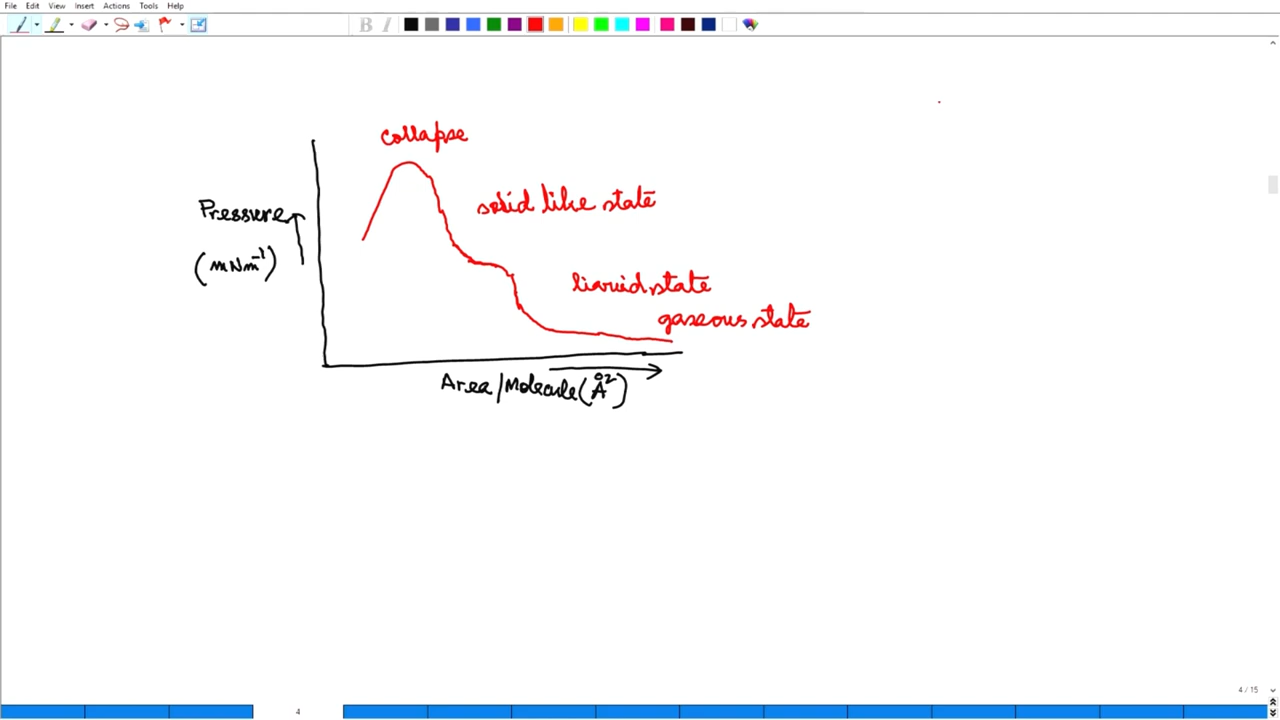 File Edit View Insert Actions Tools Help
B I
collapse
solid like state
Pressure
(mNm⁻¹)
liquid state
gaseous state
Area/Molecule(Å²)
4 / 15
4